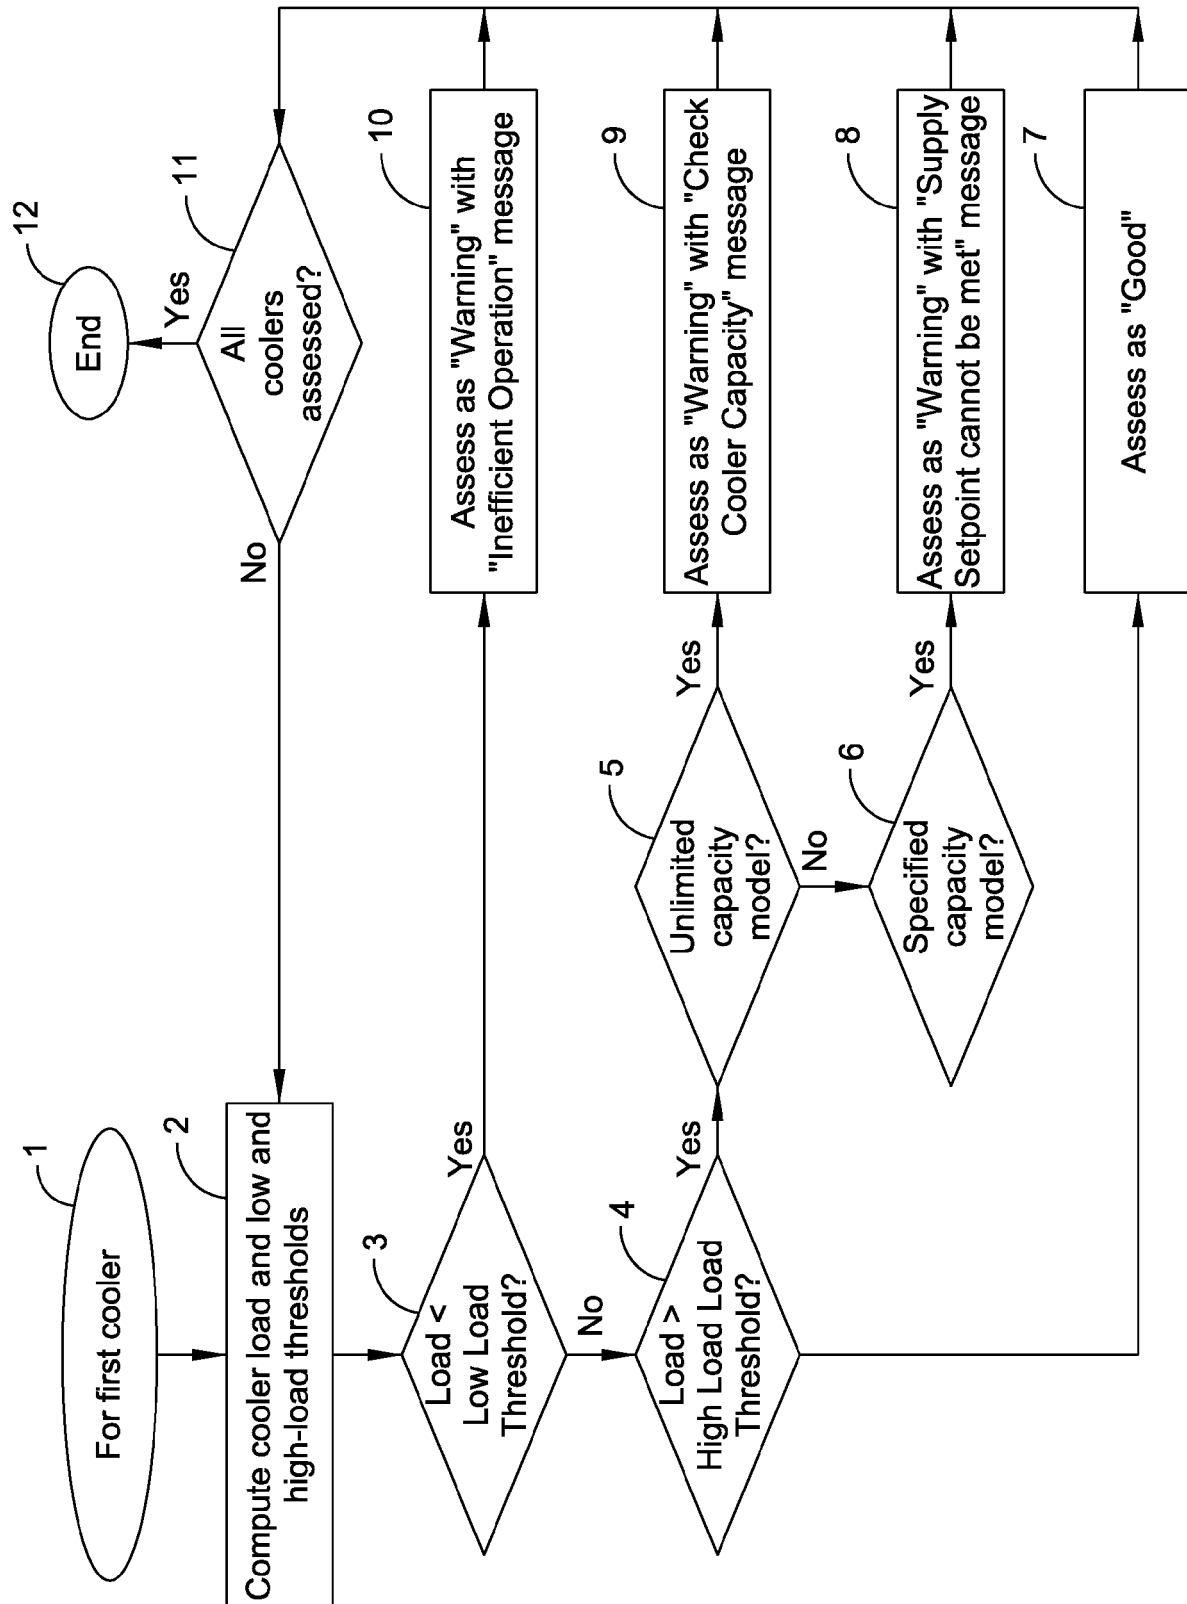 For first cooler
1
Compute cooler load and low and
high-load thresholds
2
Load <
Low Load
Threshold?
3
Yes
No
Load >
High Load Load
Threshold?
4
Yes
Unlimited
capacity
model?
5
Yes
No
Specified
capacity
model?
6
Yes
Assess as "Good"
7
Assess as "Warning" with "Supply
Setpoint cannot be met" message
8
Assess as "Warning" with "Check
Cooler Capacity" message
9
Assess as "Warning" with
"Inefficient Operation" message
10
All
coolers
assessed?
11
No
Yes
End
12